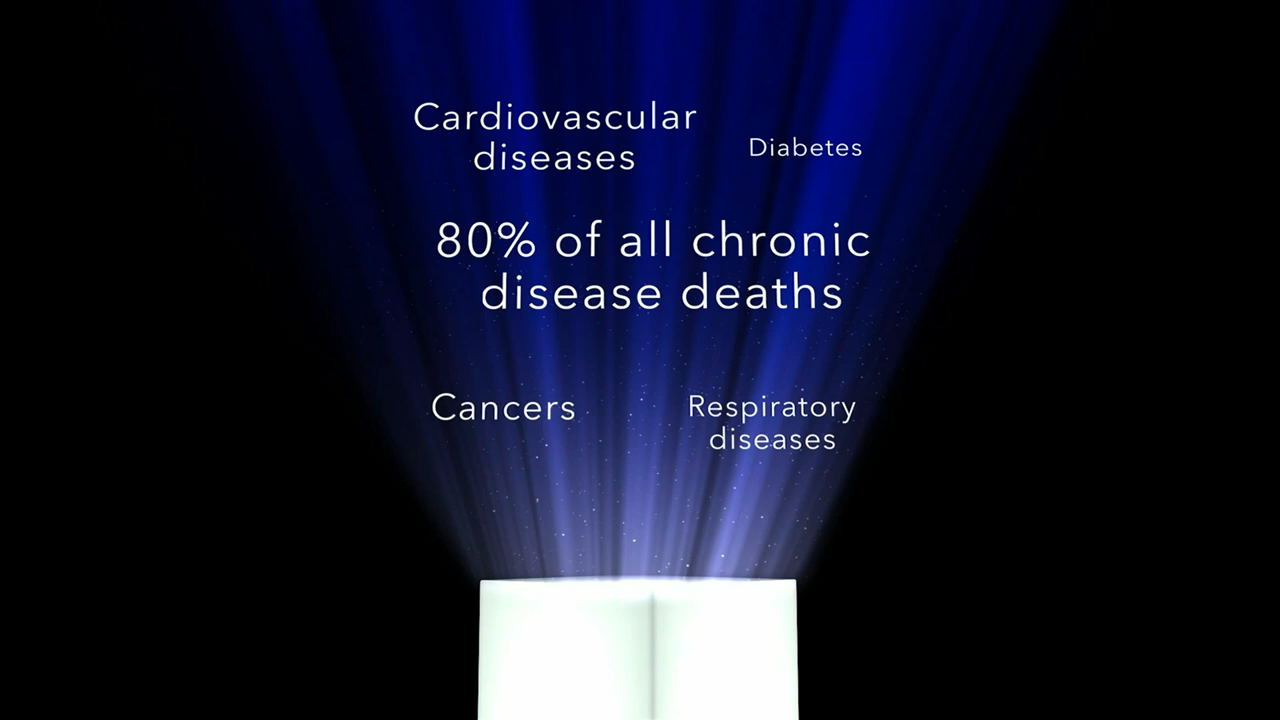 Cardiovascular
diseases
Diabetes
80% of all chronic
disease deaths
Cancers
Respiratory
diseases